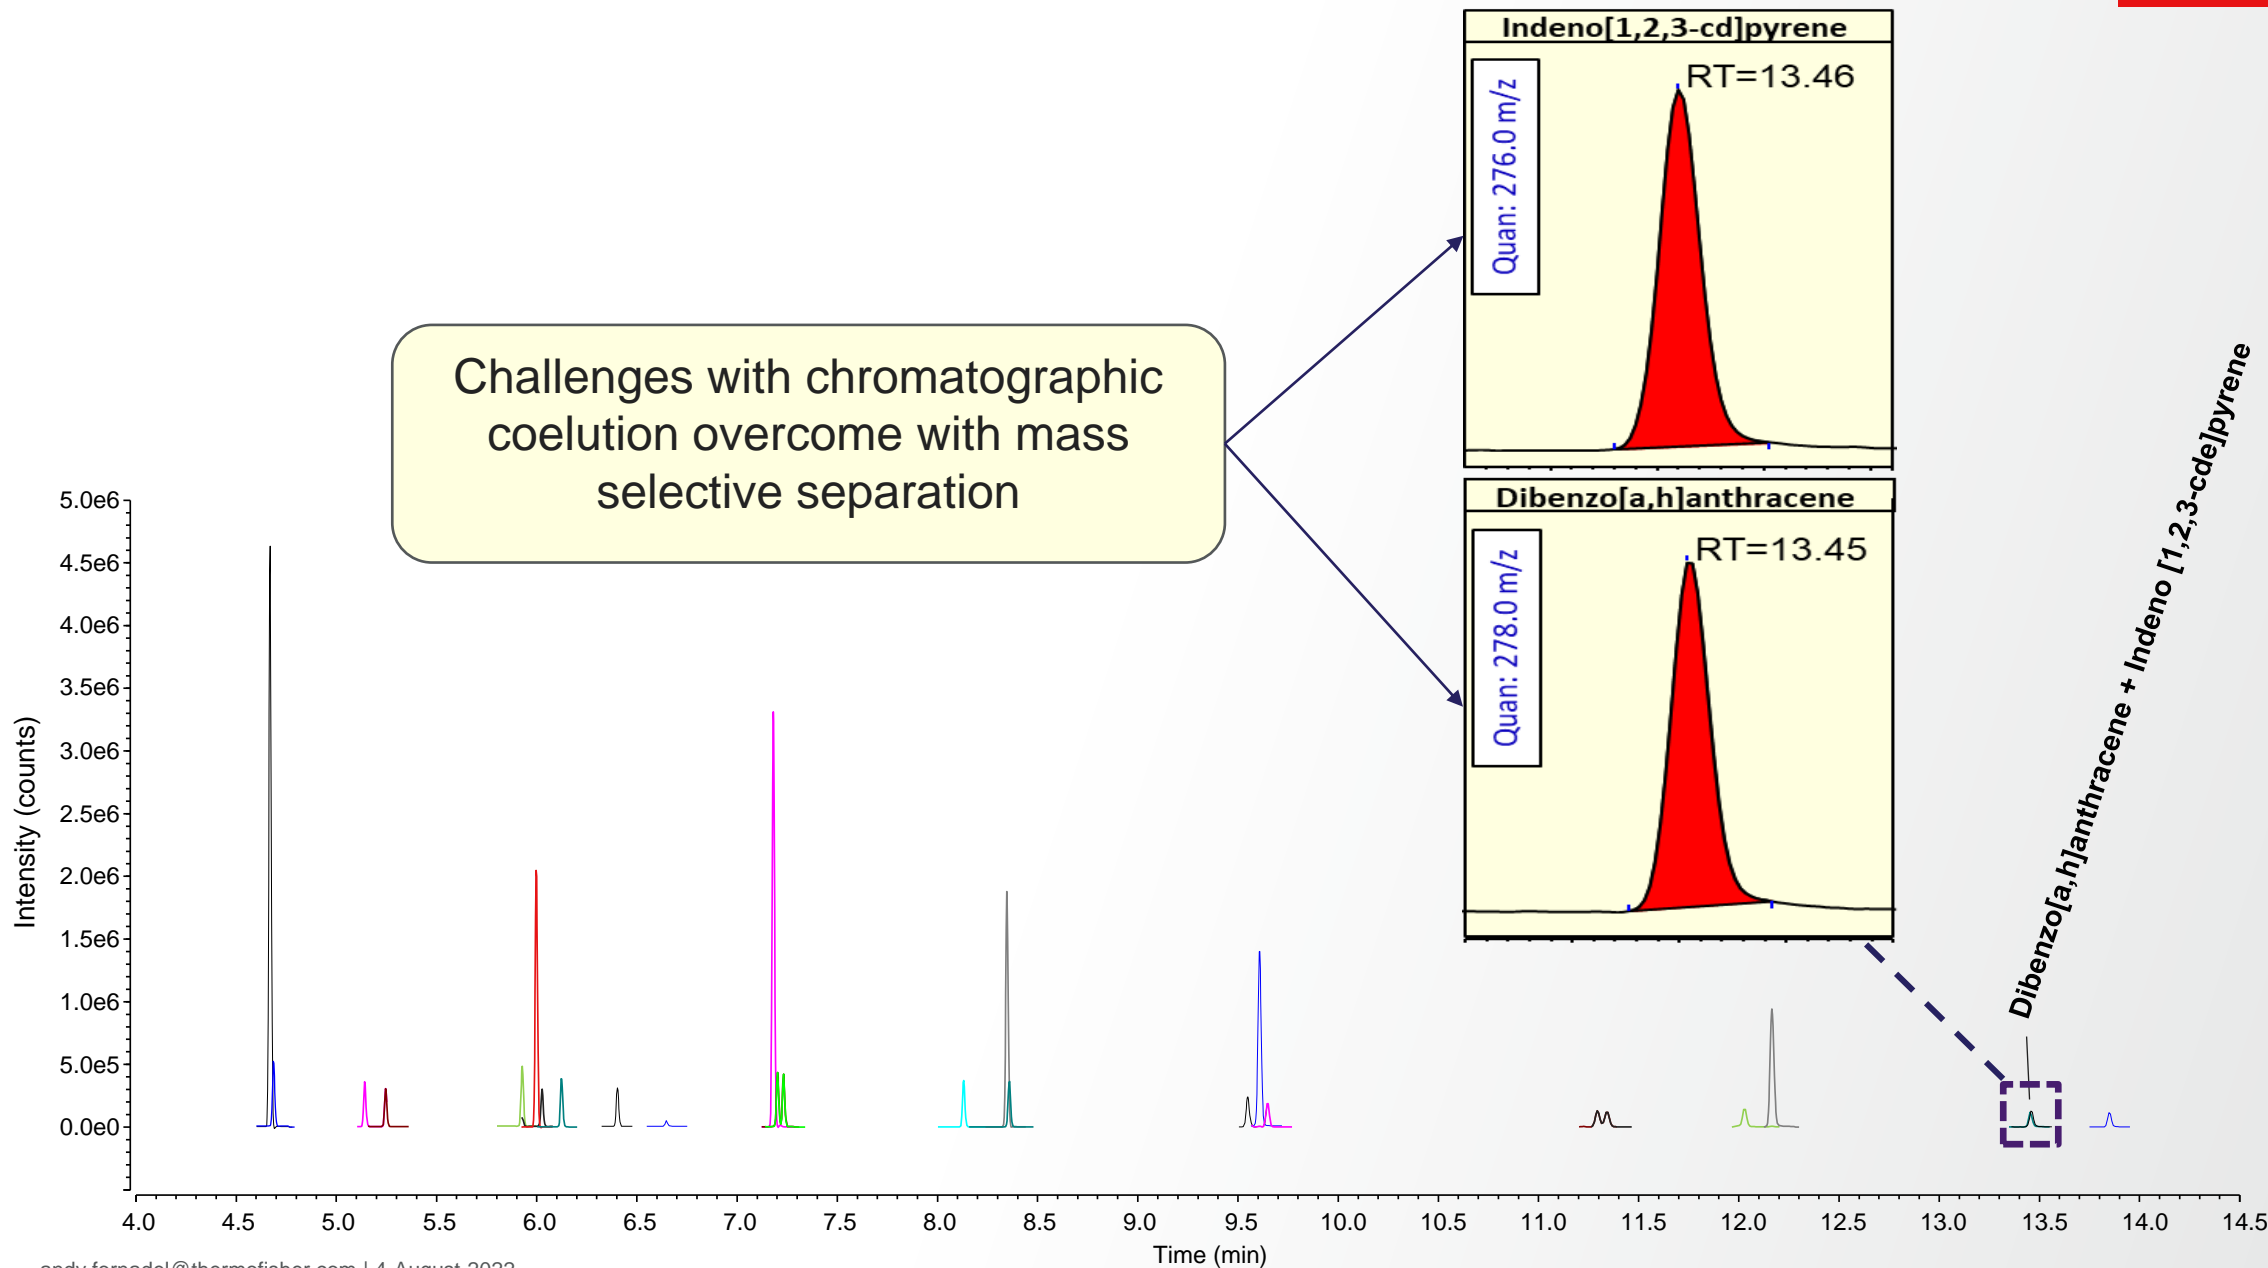 Indeno[1,2,3-cd]pyrene
RT=13.46
Quan: 276.0 m/z
Challenges with chromatographic
coelution overcome with mass
selective separation
Dibenzo[a,h]anthracene
RT=13.45
Quan: 278.0 m/z
Dibenzo[a,h]anthracene + Indeno [1,2,3-cde]pyrene
Intensity (counts)
5.0e6
4.5e6
4.0e6
3.5e6
3.0e6
2.5e6
2.0e6
1.5e6
1.0e6
5.0e5
0.0e0
4.0 4.5 5.0 5.5 6.0 6.5 7.0 7.5 8.0 8.5 9.0 9.5 10.0 10.5 11.0 11.5 12.0 12.5 13.0 13.5 14.0 14.5
Time (min)